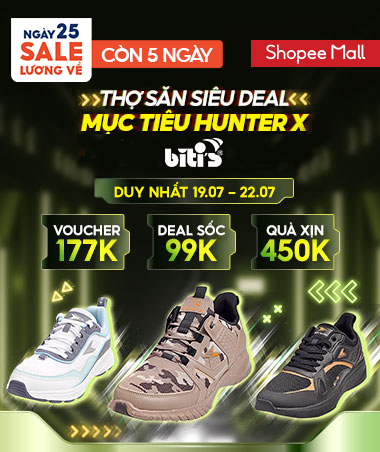 NGÀY 25
SALE
LƯƠNG VỀ
CÒN 5 NGÀY
Shopee Mall
THỢ SĂN SIÊU DEAL
MỤC TIÊU HUNTER X
biti's
DUY NHẤT 19.07 - 22.07
VOUCHER
177K
DEAL SỐC
99K
QUÀ XỊN
450K